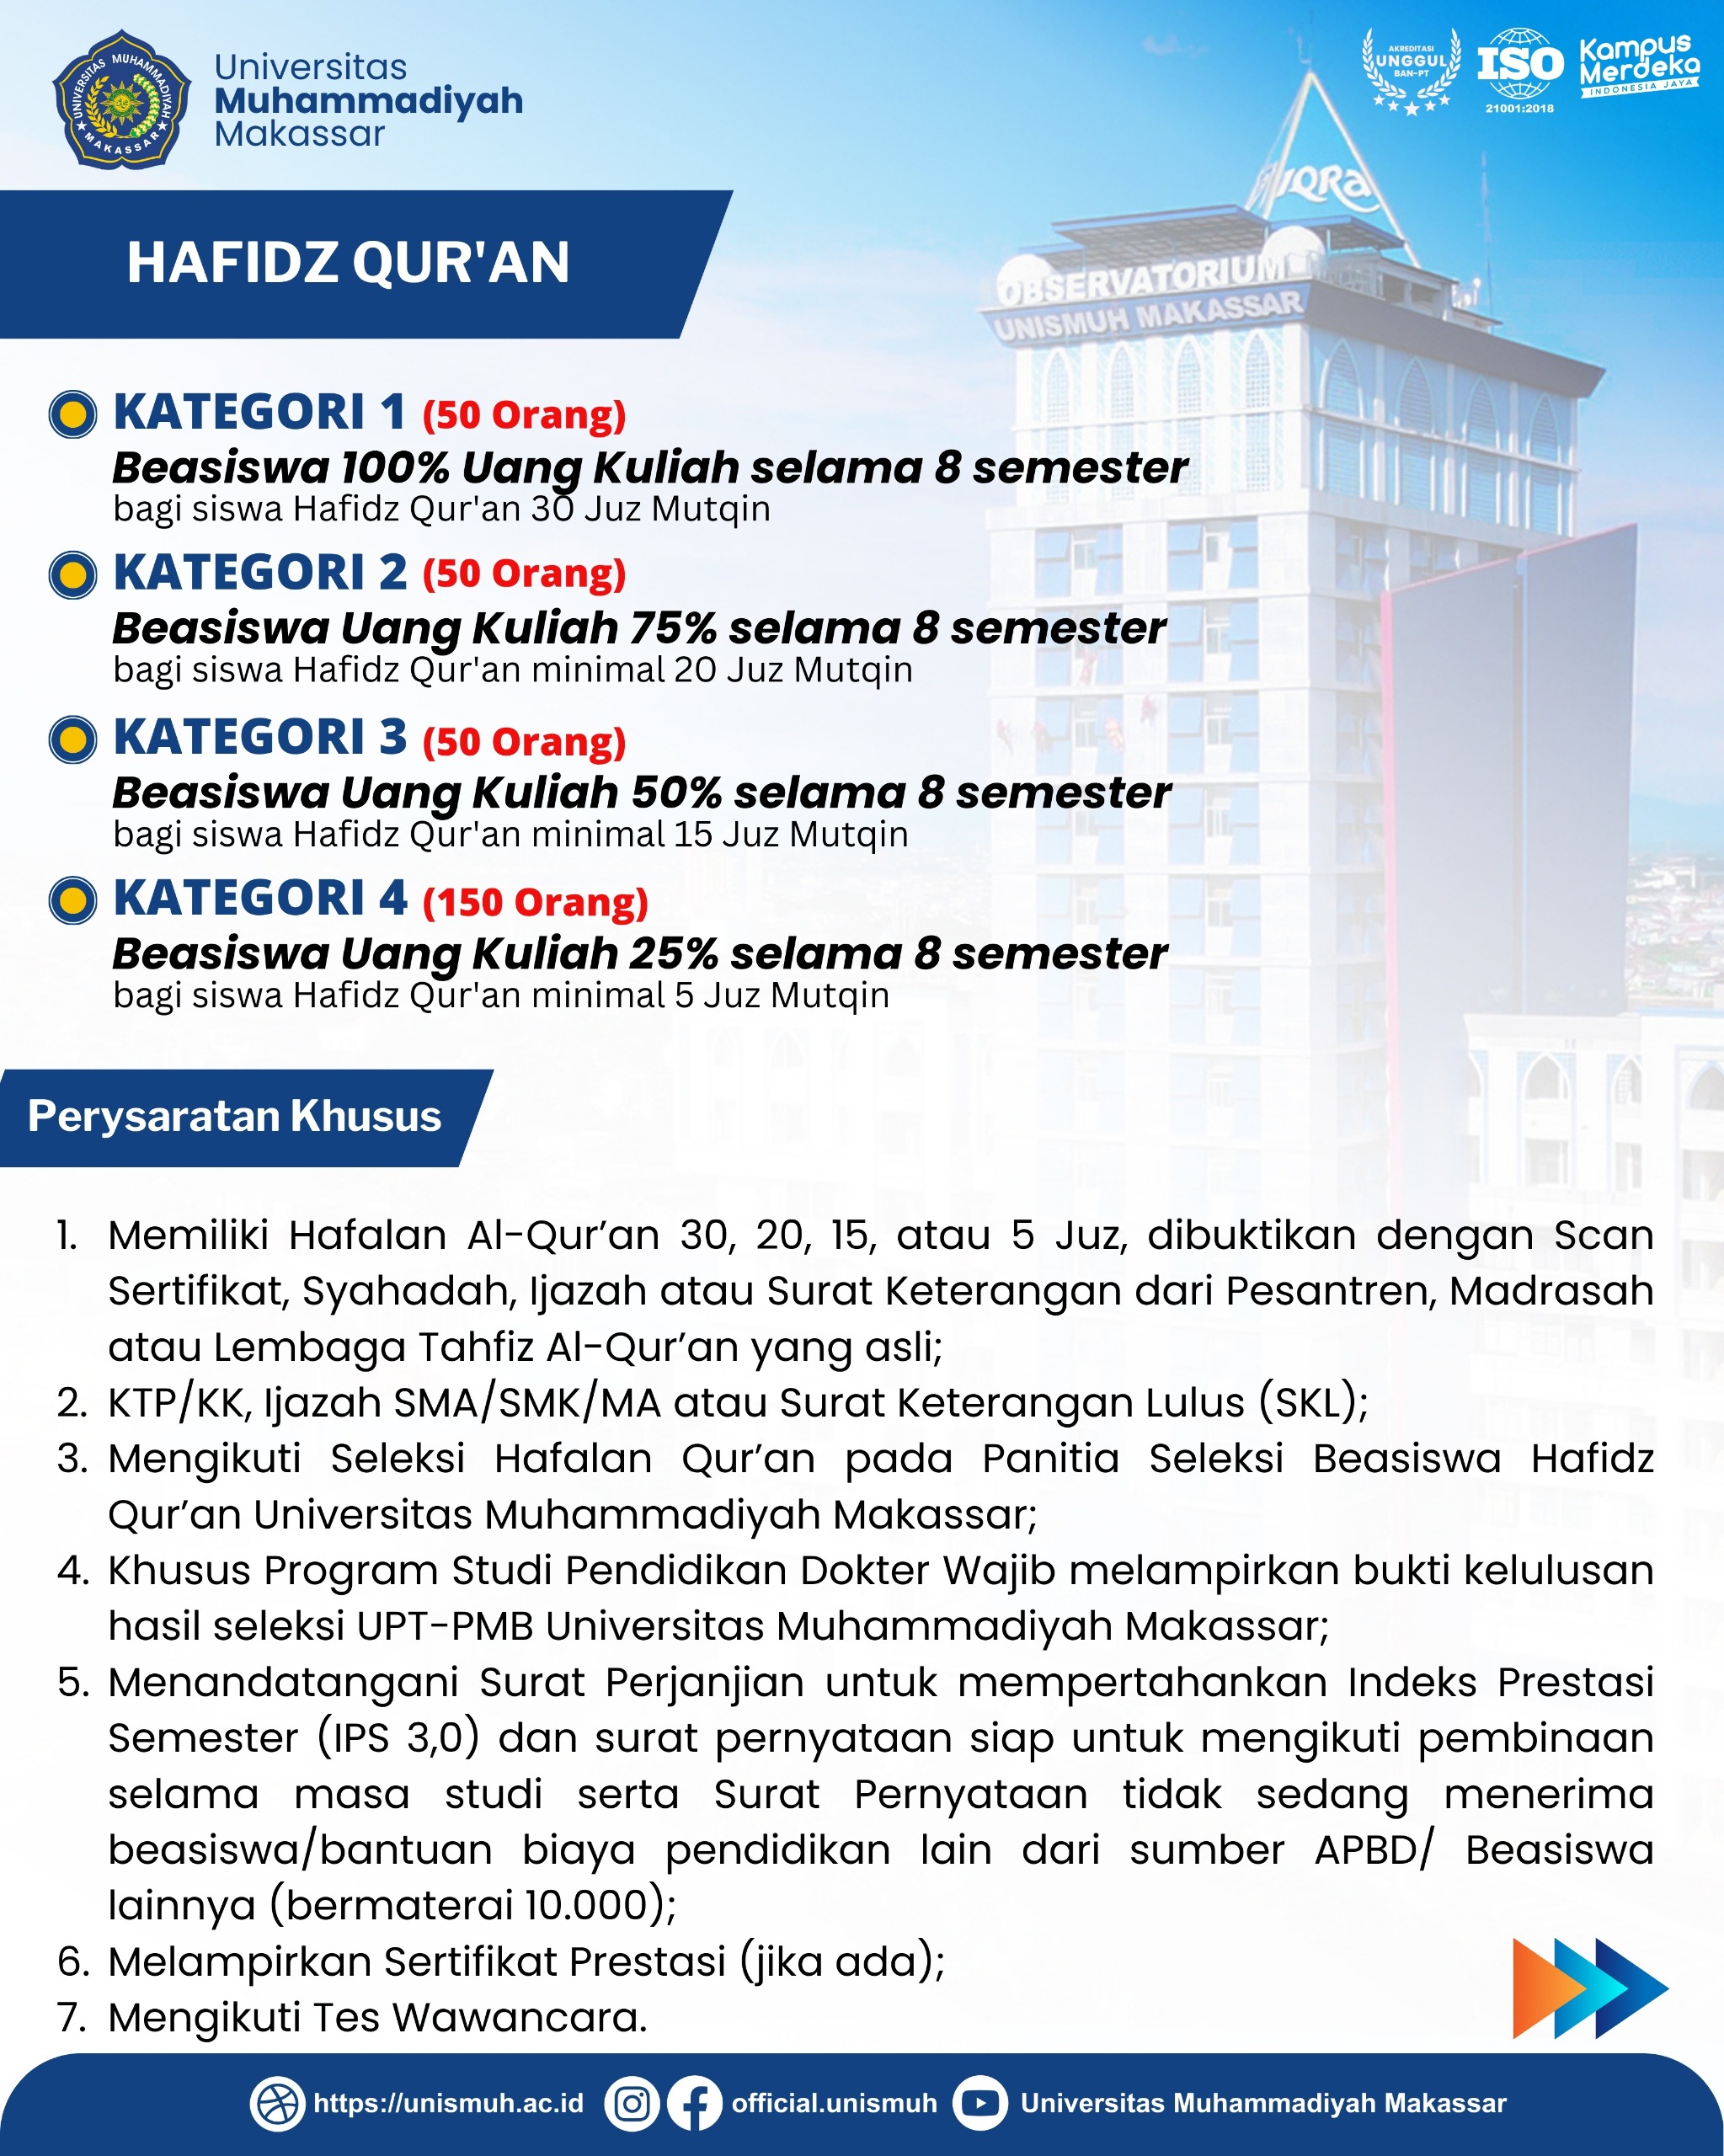 UNIVERSITAS MUHAMMADIYAH
MAKASSAR
Universitas
Muhammadiyah
Makassar
AKREDITASI
UNGGUL
BAN-PT
ISO
21001:2018
Kampus
Merdeka
INDONESIA JAYA
IQRa
OBSERVATORIUM
UNISMUH MAKASSAR
HAFIDZ QUR'AN
KATEGORI 1 (50 Orang)
Beasiswa 100% Uang Kuliah selama 8 semester
bagi siswa Hafidz Qur'an 30 Juz Mutqin
KATEGORI 2 (50 Orang)
Beasiswa Uang Kuliah 75% selama 8 semester
bagi siswa Hafidz Qur'an minimal 20 Juz Mutqin
KATEGORI 3 (50 Orang)
Beasiswa Uang Kuliah 50% selama 8 semester
bagi siswa Hafidz Qur'an minimal 15 Juz Mutqin
KATEGORI 4 (150 Orang)
Beasiswa Uang Kuliah 25% selama 8 semester
bagi siswa Hafidz Qur'an minimal 5 Juz Mutqin
Perysaratan Khusus
1. Memiliki Hafalan Al-Qur’an 30, 20, 15, atau 5 Juz, dibuktikan dengan Scan
Sertifikat, Syahadah, Ijazah atau Surat Keterangan dari Pesantren, Madrasah
atau Lembaga Tahfiz Al-Qur’an yang asli;
2. KTP/KK, Ijazah SMA/SMK/MA atau Surat Keterangan Lulus (SKL);
3. Mengikuti Seleksi Hafalan Qur’an pada Panitia Seleksi Beasiswa Hafidz
Qur’an Universitas Muhammadiyah Makassar;
4. Khusus Program Studi Pendidikan Dokter Wajib melampirkan bukti kelulusan
hasil seleksi UPT-PMB Universitas Muhammadiyah Makassar;
5. Menandatangani Surat Perjanjian untuk mempertahankan Indeks Prestasi
Semester (IPS 3,0) dan surat pernyataan siap untuk mengikuti pembinaan
selama masa studi serta Surat Pernyataan tidak sedang menerima
beasiswa/bantuan biaya pendidikan lain dari sumber APBD/ Beasiswa
lainnya (bermaterai 10.000);
6. Melampirkan Sertifikat Prestasi (jika ada);
7. Mengikuti Tes Wawancara.
https://unismuh.ac.id official.unismuh Universitas Muhammadiyah Makassar